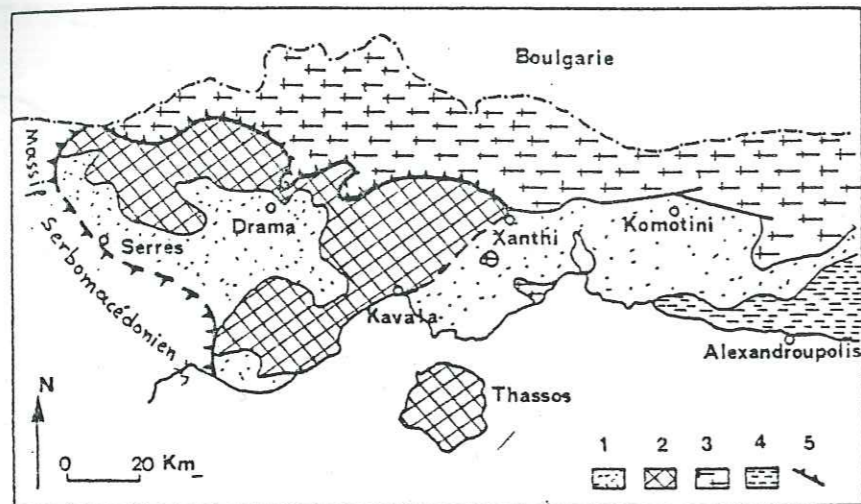 Boulgarie
Massif Serbomacédonien
Serres
Drama
Xanthi
Komotini
Kavala
Alexandroupolis
Thassos
N
0 20 Km
1 2 3 4 5